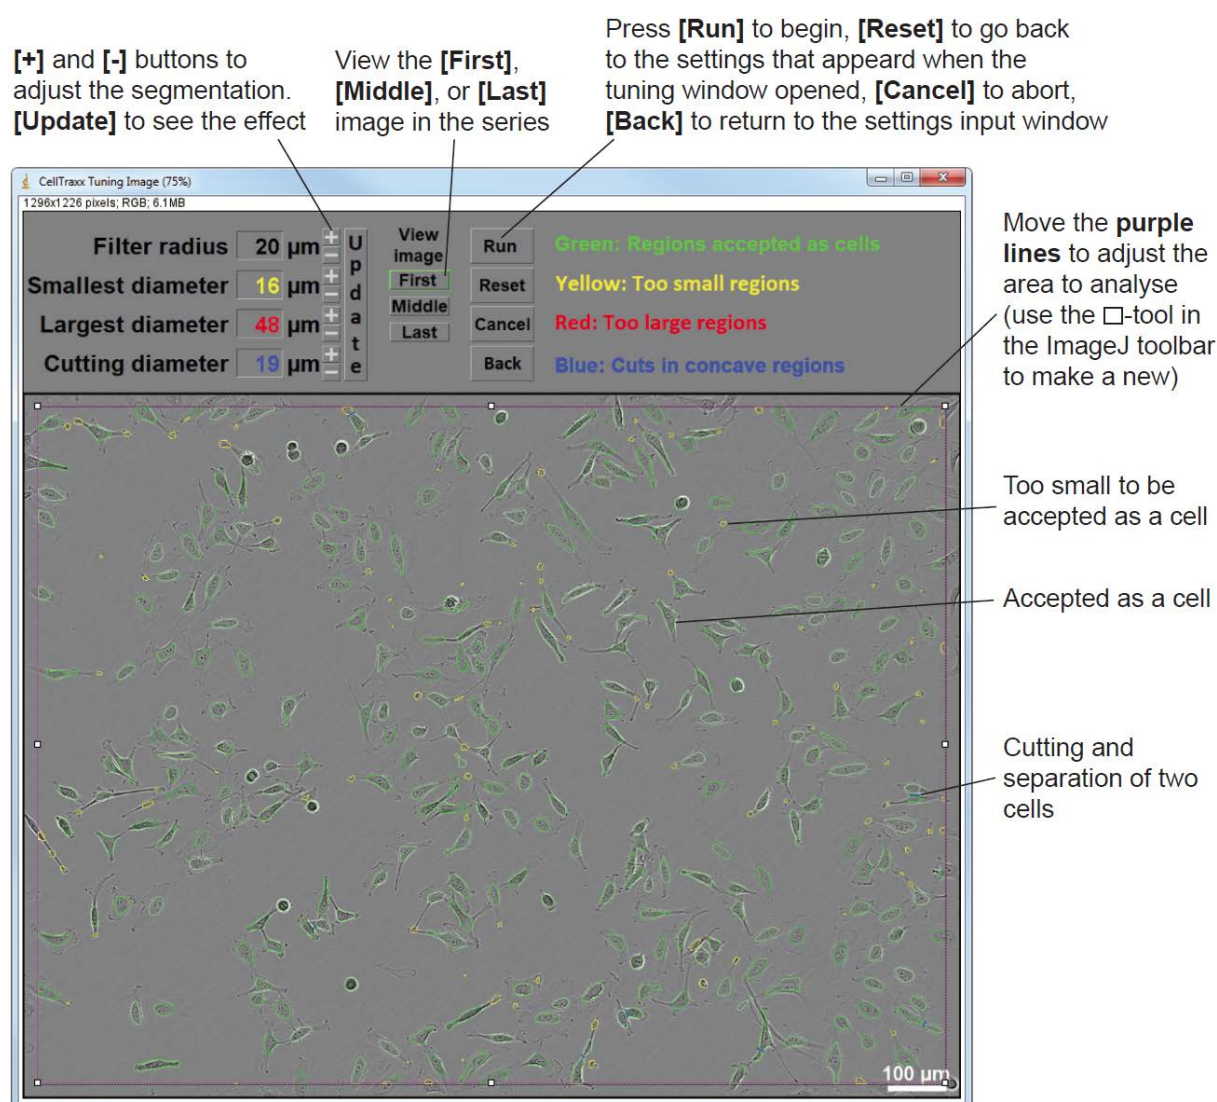 [+] and [-] buttons to
adjust the segmentation.
[Update] to see the effect
View the [First],
[Middle], or [Last]
image in the series
Press [Run] to begin, [Reset] to go back
to the settings that appeard when the
tuning window opened, [Cancel] to abort,
[Back] to return to the settings input window
CellTraxx Tuning Image (75%)
1296x1226 pixels; RGB; 6.1MB
Filter radius 20 µm + −
Smallest diameter 16 µm + −
Largest diameter 48 µm + −
Cutting diameter 19 µm + −
Update
View
image
First
Middle
Last
Run
Reset
Cancel
Back
Green: Regions accepted as cells
Yellow: Too small regions
Red: Too large regions
Blue: Cuts in concave regions
Move the purple
lines to adjust the
area to analyse
(use the □-tool in
the ImageJ toolbar
to make a new)
Too small to be
accepted as a cell
Accepted as a cell
Cutting and
separation of two
cells
100 µm